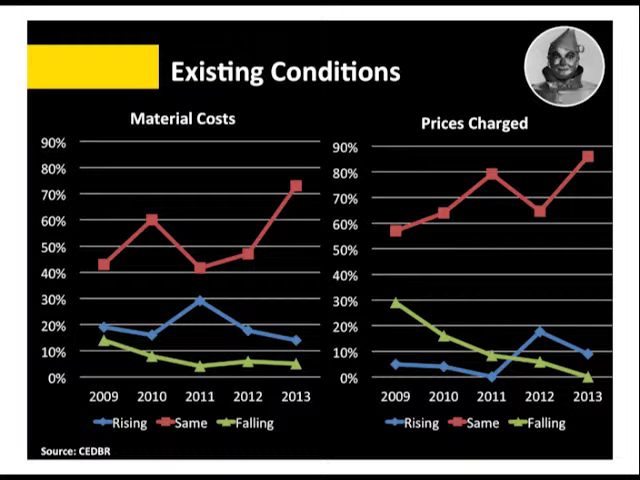 Existing Conditions
Material Costs
90%
80%
70%
60%
50%
40%
30%
20%
10%
0%
2009 2010 2011 2012 2013
Rising Same Falling
Prices Charged
90%
80%
70%
60%
50%
40%
30%
20%
10%
0%
2009 2010 2011 2012 2013
Rising Same Falling
Source: CEDBR